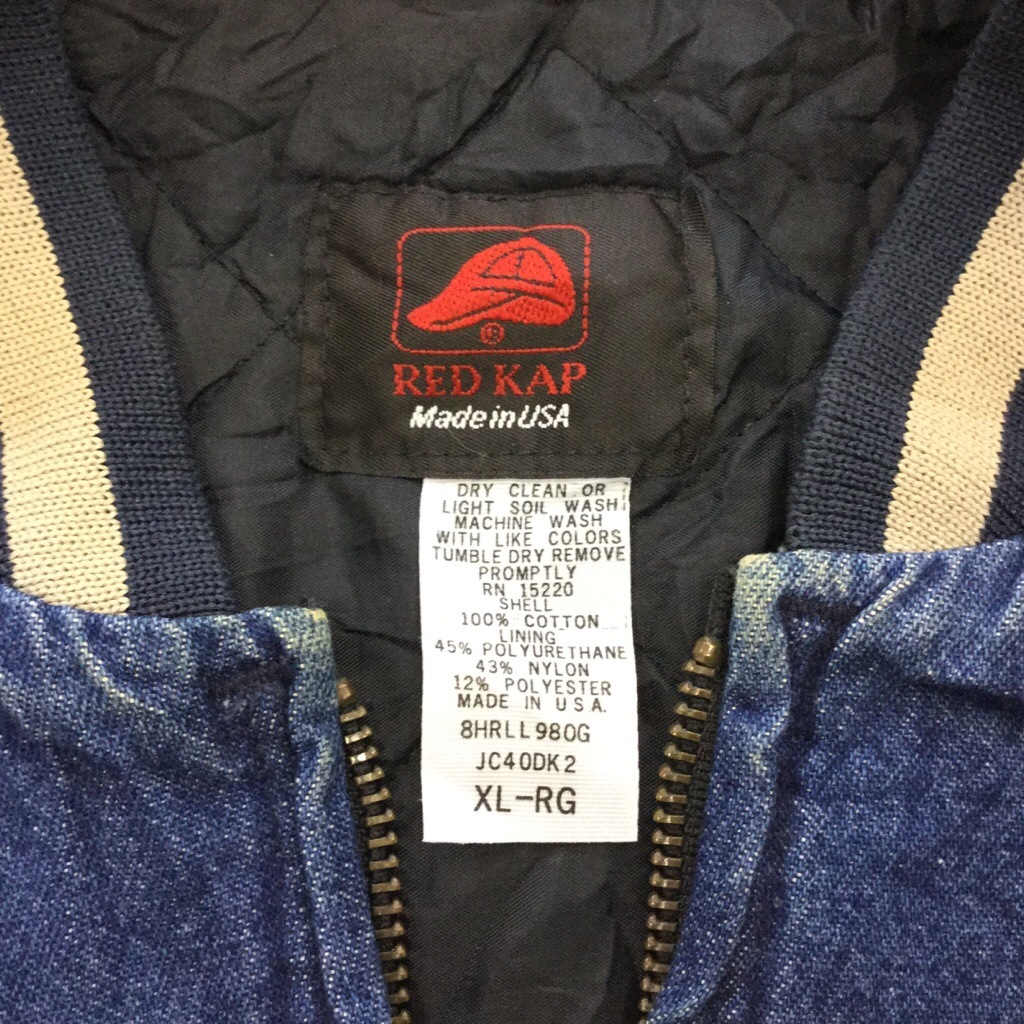 ®
RED KAP
Made in USA
DRY CLEAN OR
LIGHT SOIL WASH
MACHINE WASH
WITH LIKE COLORS
TUMBLE DRY REMOVE
PROMPTLY
RN 15220
SHELL
100% COTTON
LINING
45% POLYURETHANE
43% NYLON
12% POLYESTER
MADE IN U.S.A.
8HRLL980G
JC40DK2
XL-RG